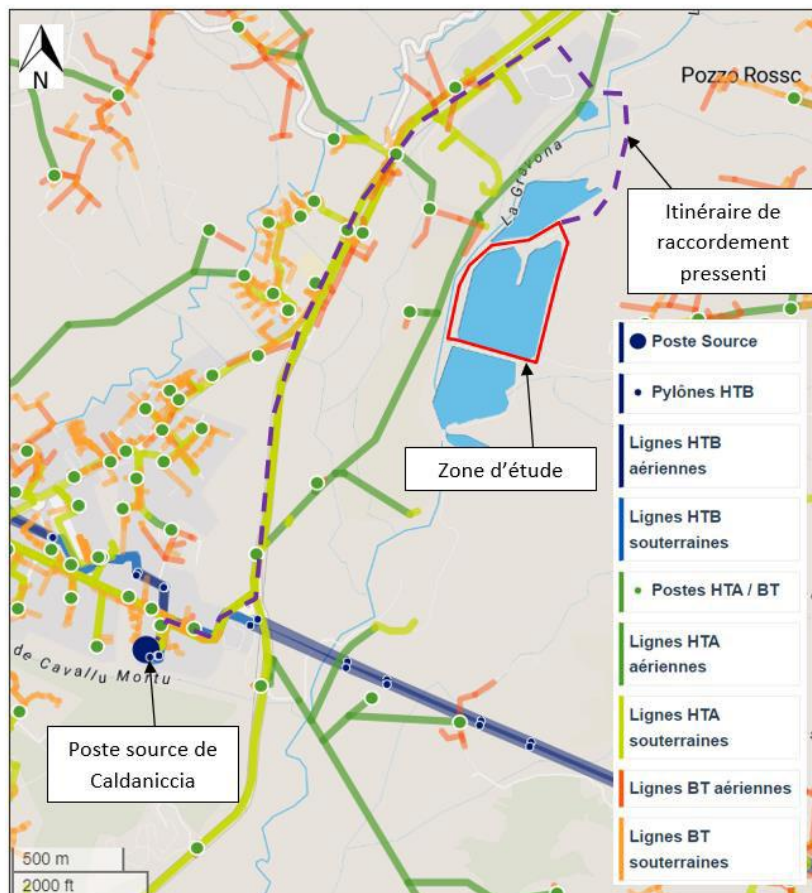 N
Pozzo Rossc
La Gravona
Itinéraire de
raccordement
pressenti
Zone d'étude
Poste Source
Pylônes HTB
Lignes HTB
aériennes
Lignes HTB
souterraines
Postes HTA / BT
Lignes HTA
aériennes
Lignes HTA
souterraines
Lignes BT aériennes
Lignes BT
souterraines
de Cavallu Mortu
Poste source de
Caldaniccia
500 m
2000 ft